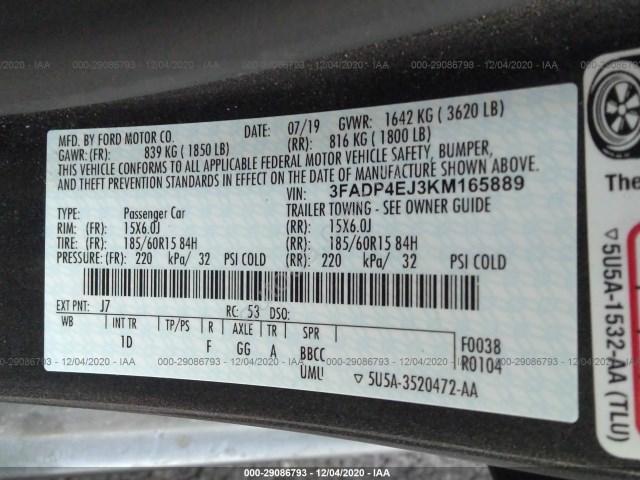 000-29086793 - 12/04/2020 - IAA
MFD. BY FORD MOTOR CO.
DATE: 07/19 GVWR: 1642 KG ( 3620 LB)
GAWR: (FR): 839 KG ( 1850 LB) (RR): 816 KG ( 1800 LB)
THIS VEHICLE CONFORMS TO ALL APPLICABLE FEDERAL MOTOR VEHICLE SAFETY, BUMPER,
AND THEFT PREVENTION STANDARDS IN EFFECT ON THE DATE OF MANUFACTURE SHOWN ABOVE.
VIN: 3FADP4EJ3KM165889
TYPE: Passenger Car TRAILER TOWING - SEE OWNER GUIDE
RIM: (FR): 15X6.0J (RR): 15X6.0J
TIRE: (FR): 185/60R15 84H (RR): 185/60R15 84H
PRESSURE: (FR): 220 kPa/ 32 PSI COLD (RR): 220 kPa/ 32 PSI COLD
EXT PNT: J7 RC: 53 DSO:
WB INT TR TP/PS R AXLE TR SPR
1D F GG A BBCC
UMU
F0038
R0104
▽ 5U5A-3520472-AA
The
▽ 5U5A-1532-AA (TLU)
000-29086793 - 12/04/2020 - IAA